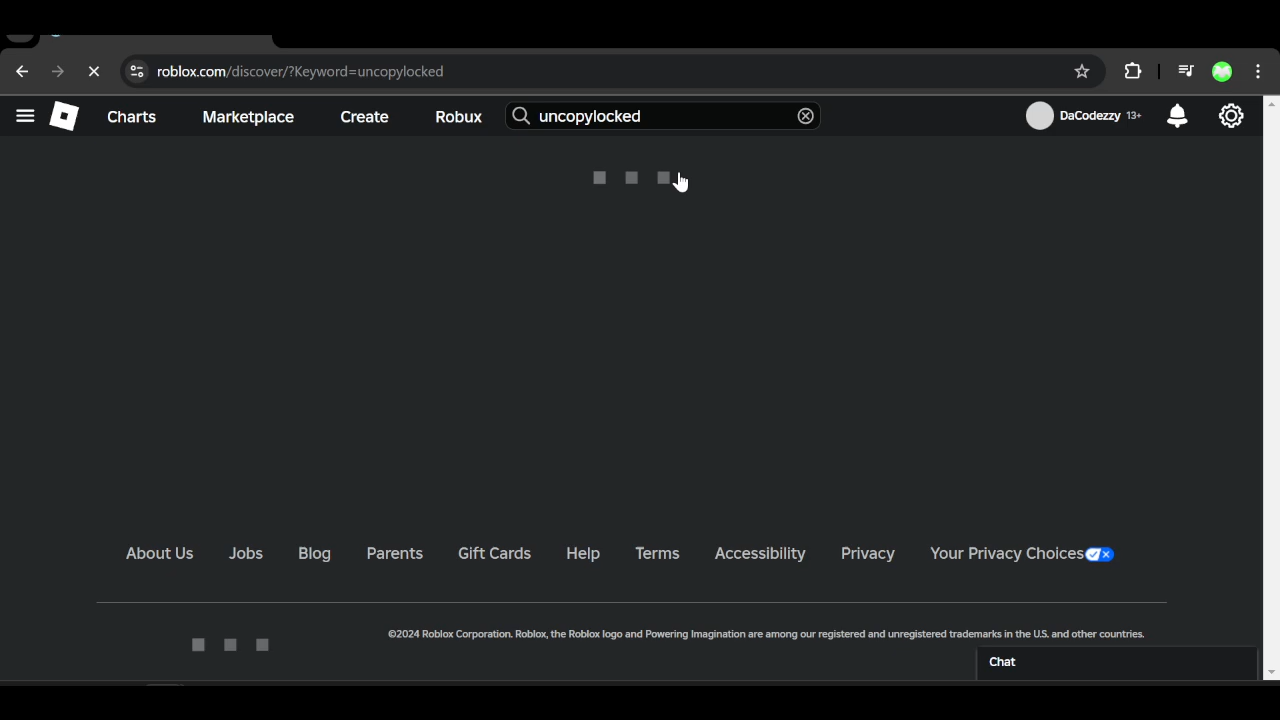 roblox.com/discover/?Keyword=uncopylocked
Charts Marketplace Create Robux uncopylocked DaCodezzy 13+
About Us Jobs Blog Parents Gift Cards Help Terms Accessibility Privacy Your Privacy Choices
©2024 Roblox Corporation. Roblox, the Roblox logo and Powering Imagination are among our registered and unregistered trademarks in the U.S. and other countries.
Chat